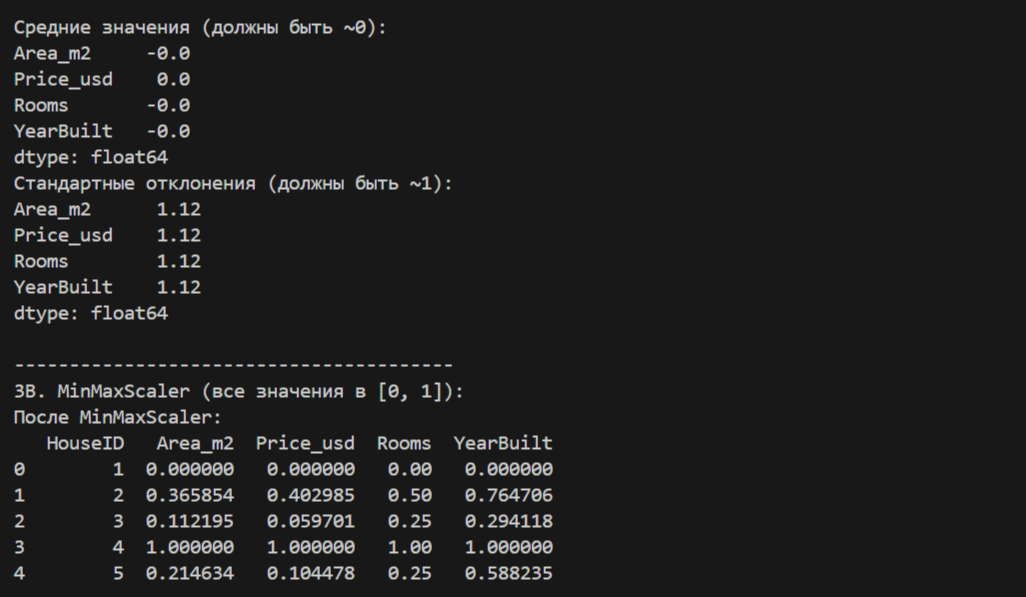 Средние значения (должны быть ~0):
Area_m2     -0.0
Price_usd    0.0
Rooms       -0.0
YearBuilt   -0.0
dtype: float64
Стандартные отклонения (должны быть ~1):
Area_m2      1.12
Price_usd    1.12
Rooms        1.12
YearBuilt    1.12
dtype: float64
----------------------------------------
3B. MinMaxScaler (все значения в [0, 1]):
После MinMaxScaler:
   HouseID   Area_m2  Price_usd  Rooms  YearBuilt
0        1  0.000000   0.000000   0.00   0.000000
1        2  0.365854   0.402985   0.50   0.764706
2        3  0.112195   0.059701   0.25   0.294118
3        4  1.000000   1.000000   1.00   1.000000
4        5  0.214634   0.104478   0.25   0.588235